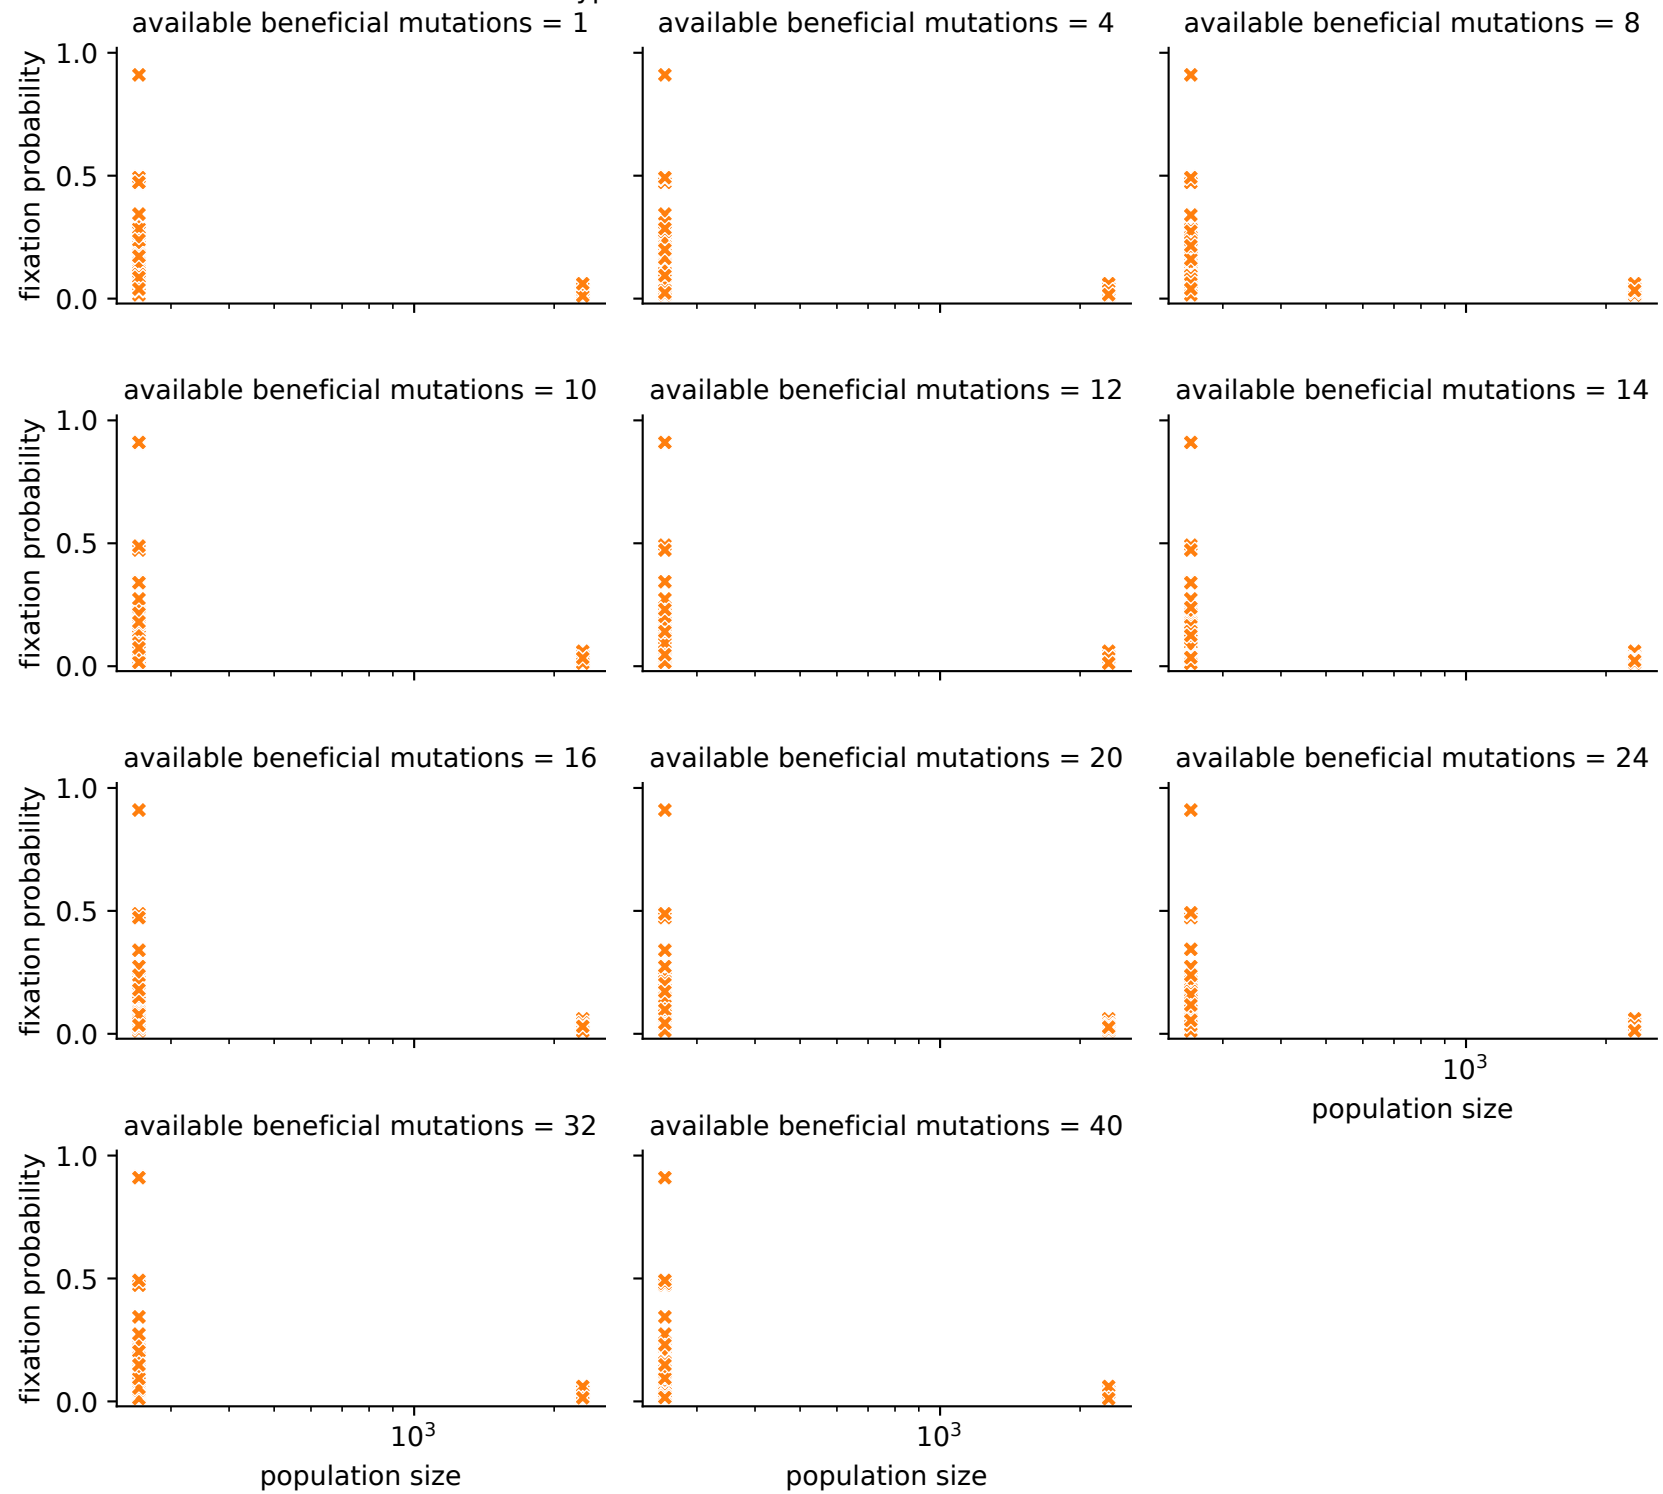 available beneficial mutations = 1
available beneficial mutations = 4
available beneficial mutations = 8
fixation probability
1.0
0.5
0.0
available beneficial mutations = 10
available beneficial mutations = 12
available beneficial mutations = 14
fixation probability
1.0
0.5
0.0
available beneficial mutations = 16
available beneficial mutations = 20
available beneficial mutations = 24
fixation probability
1.0
0.5
0.0
10³
population size
available beneficial mutations = 32
available beneficial mutations = 40
fixation probability
1.0
0.5
0.0
10³
10³
population size
population size